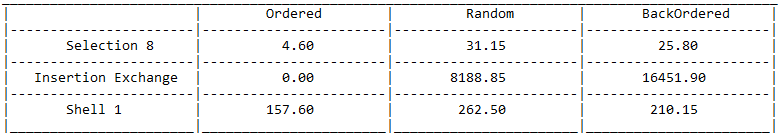 Ordered Random BackOrdered
Selection 8 4.60 31.15 25.80
Insertion Exchange 0.00 8188.85 16451.90
Shell 1 157.60 262.50 210.15